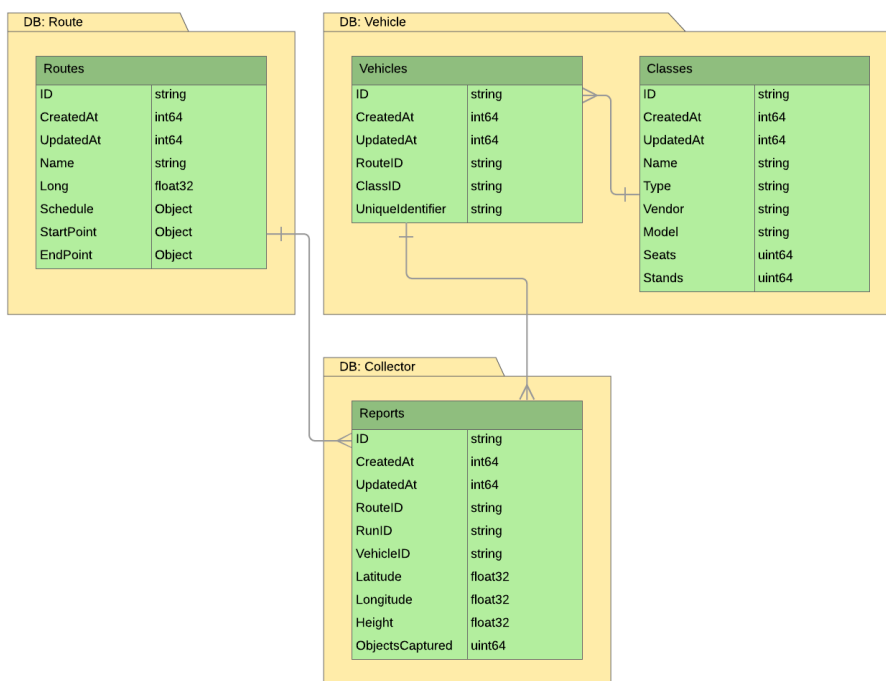 DB: Route
Routes
ID string
CreatedAt int64
UpdatedAt int64
Name string
Long float32
Schedule Object
StartPoint Object
EndPoint Object
DB: Vehicle
Vehicles
ID string
CreatedAt int64
UpdatedAt int64
RouteID string
ClassID string
UniqueIdentifier string
Classes
ID string
CreatedAt int64
UpdatedAt int64
Name string
Type string
Vendor string
Model string
Seats uint64
Stands uint64
DB: Collector
Reports
ID string
CreatedAt int64
UpdatedAt int64
RouteID string
RunID string
VehicleID string
Latitude float32
Longitude float32
Height float32
ObjectsCaptured uint64